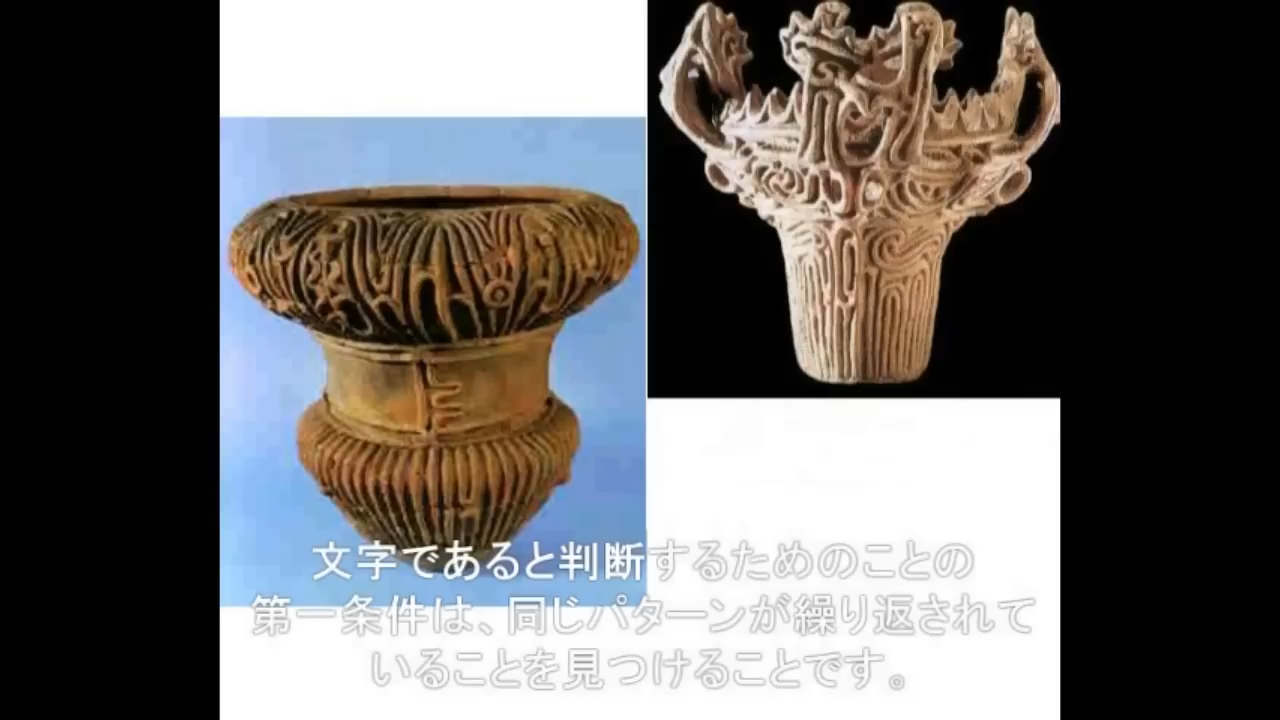 文字であると判断するためのことの
第一条件は、同じパターンが繰り返されて
いることを見つけることです。